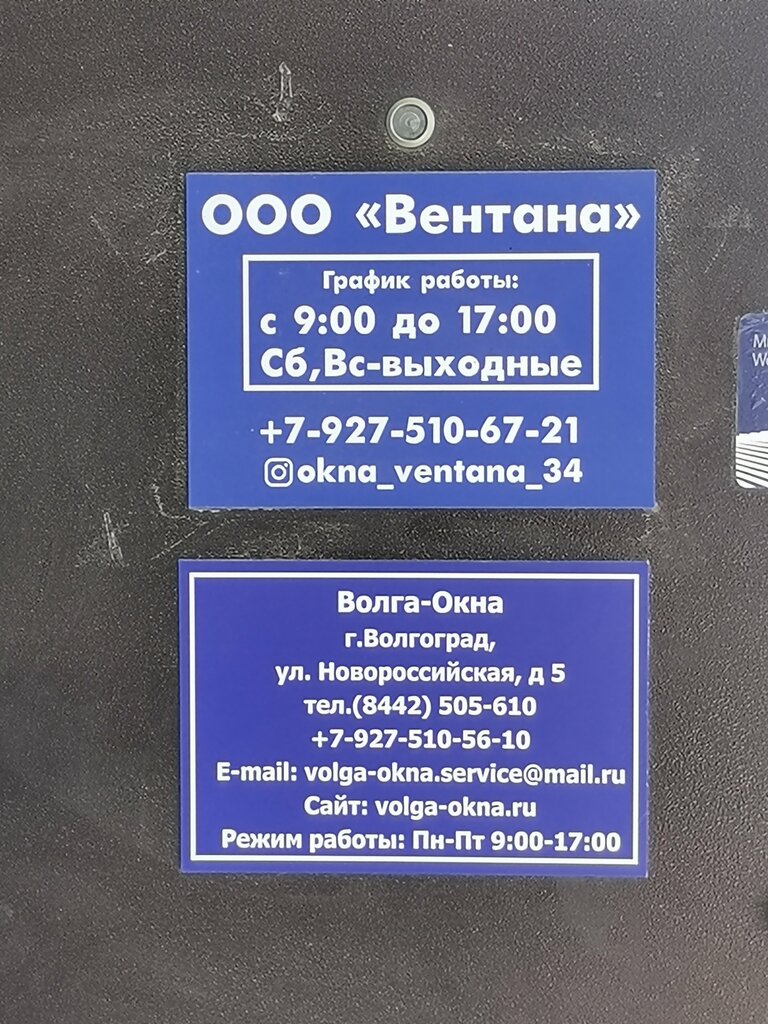 ООО «Вентана»
График работы:
с 9:00 до 17:00
Сб,Вс-выходные
+7-927-510-67-21
okna_ventana_34
Волга-Окна
г.Волгоград,
ул. Новороссийская, д 5
тел.(8442) 505-610
+7-927-510-56-10
E-mail: volga-okna.service@mail.ru
Сайт: volga-okna.ru
Режим работы: Пн-Пт 9:00-17:00